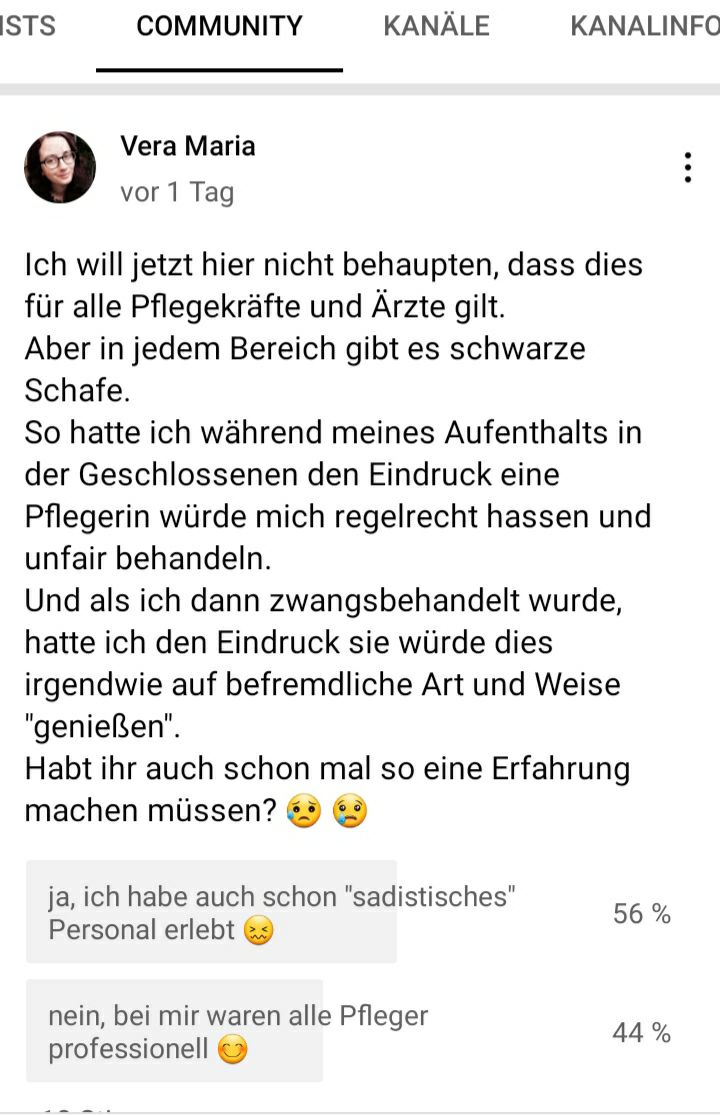 ISTS COMMUNITY KANÄLE KANALINFO
Vera Maria
vor 1 Tag
Ich will jetzt hier nicht behaupten, dass dies
für alle Pflegekräfte und Ärzte gilt.
Aber in jedem Bereich gibt es schwarze
Schafe.
So hatte ich während meines Aufenthalts in
der Geschlossenen den Eindruck eine
Pflegerin würde mich regelrecht hassen und
unfair behandeln.
Und als ich dann zwangsbehandelt wurde,
hatte ich den Eindruck sie würde dies
irgendwie auf befremdliche Art und Weise
"genießen".
Habt ihr auch schon mal so eine Erfahrung
machen müssen? 😟 😢
ja, ich habe auch schon "sadistisches"
Personal erlebt 😖
56 %
nein, bei mir waren alle Pfleger
professionell 😊
44 %